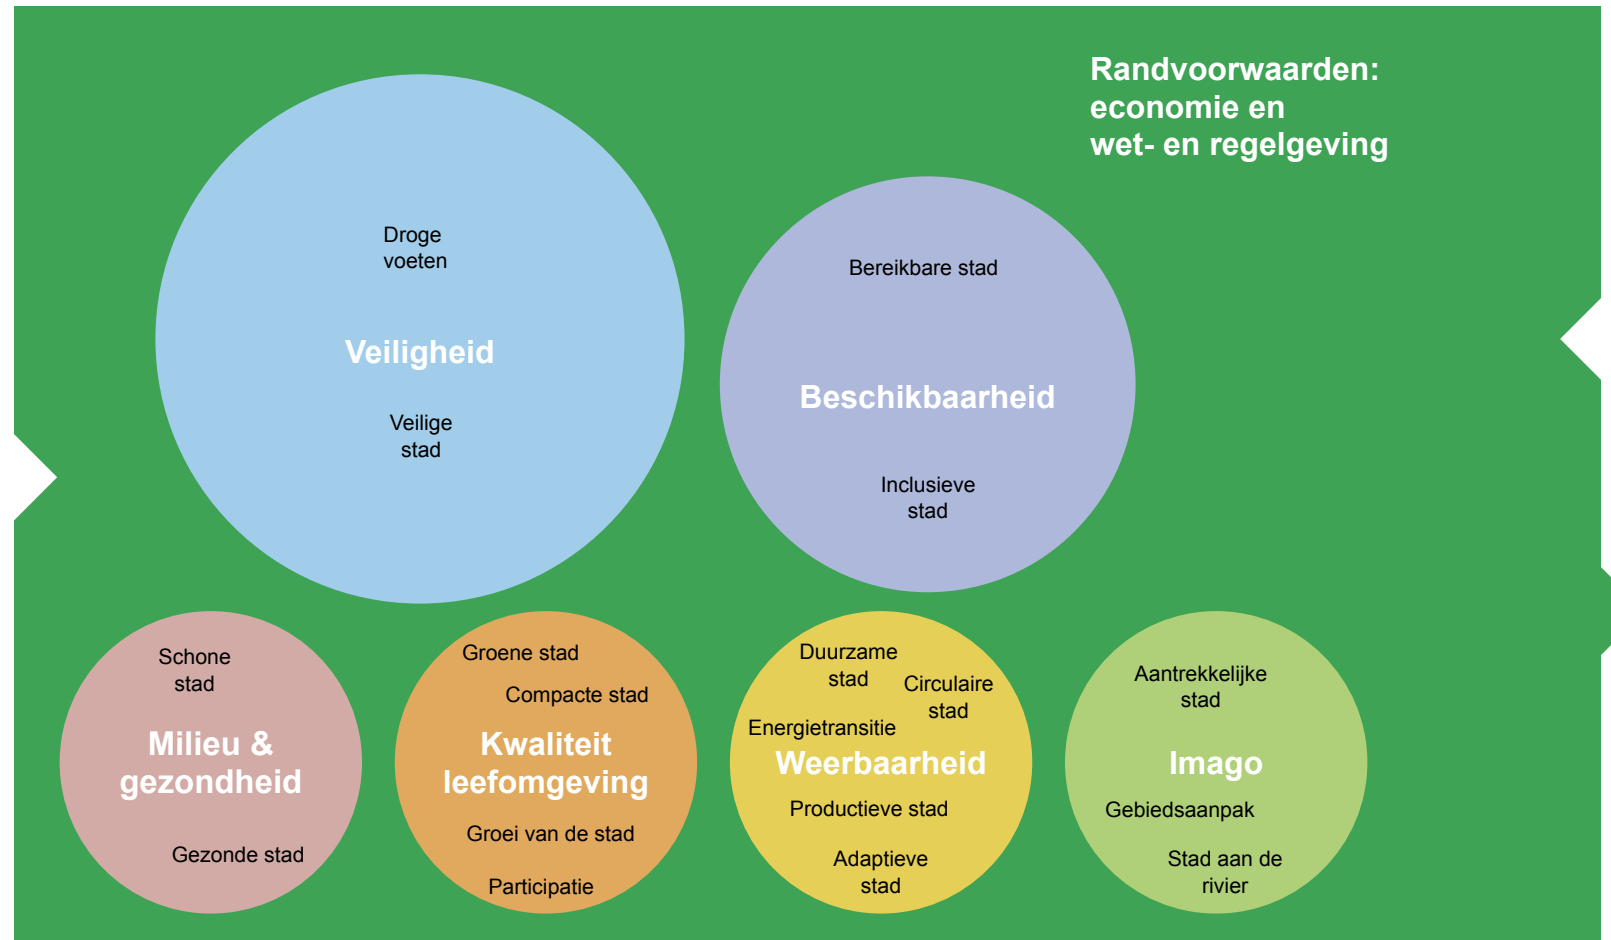 Randvoorwaarden:
economie en
wet- en regelgeving
Droge
voeten
Veiligheid
Veilige
stad
Bereikbare stad
Beschikbaarheid
Inclusieve
stad
Schone
stad
Milieu &
gezondheid
Gezonde stad
Groene stad
Compacte stad
Kwaliteit
leefomgeving
Groei van de stad
Participatie
Duurzame
stad
Circulaire
stad
Energietransitie
Weerbaarheid
Productieve stad
Adaptieve
stad
Aantrekkelijke
stad
Imago
Gebiedsaanpak
Stad aan de
rivier